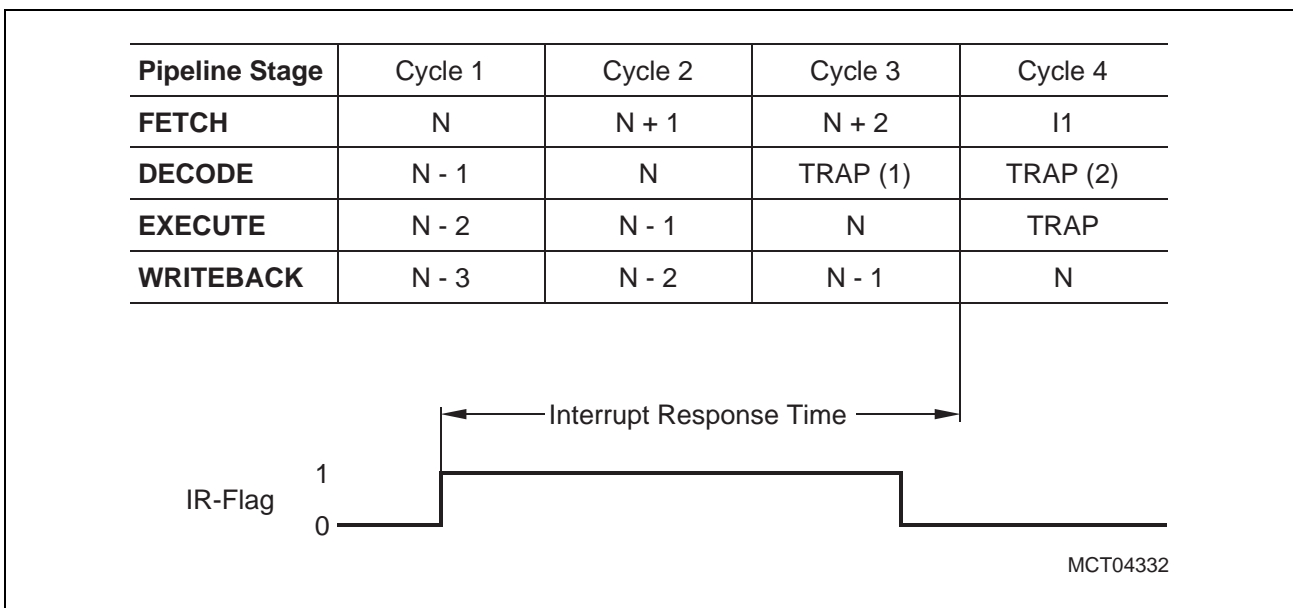 Pipeline Stage Cycle 1 Cycle 2 Cycle 3 Cycle 4
FETCH N N + 1 N + 2 I1
DECODE N - 1 N TRAP (1) TRAP (2)
EXECUTE N - 2 N - 1 N TRAP
WRITEBACK N - 3 N - 2 N - 1 N
Interrupt Response Time
1
IR-Flag
0
MCT04332